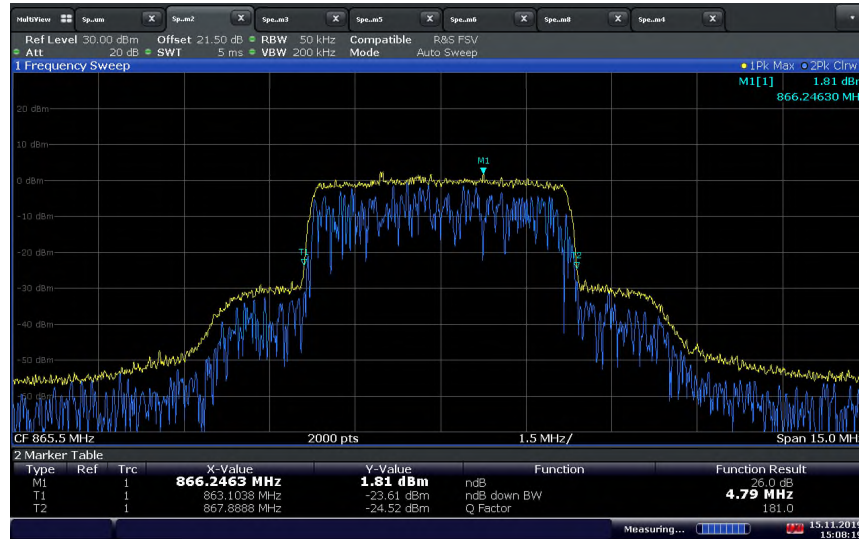 MultiView Sp..um X Sp..m2 X Spe..m3 X Spe..m5 X Spe..m6 X Spe..m8 X Spe..m4 X
Ref Level 30.00 dBm Offset 21.50 dB RBW 50 kHz Compatible R&S FSV
Att 20 dB SWT 5 ms VBW 200 kHz Mode Auto Sweep
1 Frequency Sweep 1Pk Max 2Pk Clrw
M1[1] 1.81 dBm
866.24630 MH
20 dBm
10 dBm
M1
0 dBm
-10 dBm
-20 dBm
T1
T2
-30 dBm
-40 dBm
-50 dBm
-60 dBm
CF 865.5 MHz 2000 pts 1.5 MHz/ Span 15.0 MH
2 Marker Table
Type Ref Trc X-Value Y-Value Function Function Result
M1 1 866.2463 MHz 1.81 dBm ndB 26.0 dB
T1 1 863.1038 MHz -23.61 dBm ndB down BW 4.79 MHz
T2 1 867.8888 MHz -24.52 dBm Q Factor 181.0
Measuring... 15.11.2019
15:08:19